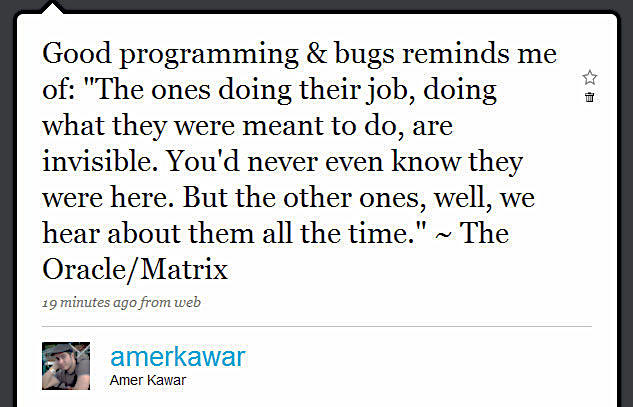 Good programming & bugs reminds me
of: "The ones doing their job, doing
what they were meant to do, are
invisible. You'd never even know they
were here. But the other ones, well, we
hear about them all the time." ~ The
Oracle/Matrix
19 minutes ago from web
amerkawar
Amer Kawar